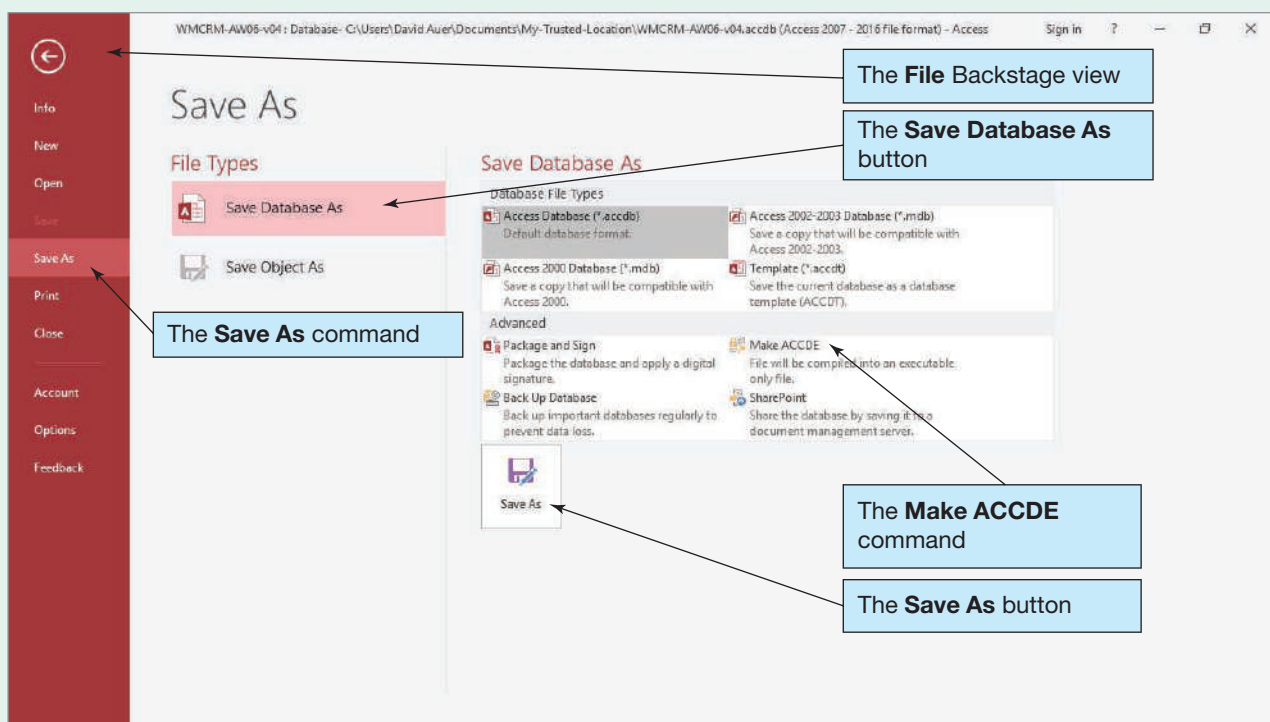 WMCRM-AW06-v04 : Database- C:\Users\David Auer\Documents\My-Trusted-Location\WMCRM-AW06-v04.accdb (Access 2007 - 2016 file format) - Access
Sign in
?
Info
New
Open
Save
Save As
Print
Close
Account
Options
Feedback
Save As
File Types
Save Database As
Save Object As
Save Database As
Database File Types
Access Database (*.accdb)
Default database format.
Access 2002-2003 Database (*.mdb)
Save a copy that will be compatible with
Access 2002-2003.
Access 2000 Database (*.mdb)
Save a copy that will be compatible with
Access 2000.
Template (*.accdt)
Save the current database as a database
template (ACCDT).
Advanced
Package and Sign
Package the database and apply a digital
signature.
Make ACCDE
File will be compiled into an executable
only file.
Back Up Database
Back up important databases regularly to
prevent data loss.
SharePoint
Share the database by saving it to a
document management server.
Save As
The File Backstage view
The Save Database As
button
The Save As command
The Make ACCDE
command
The Save As button